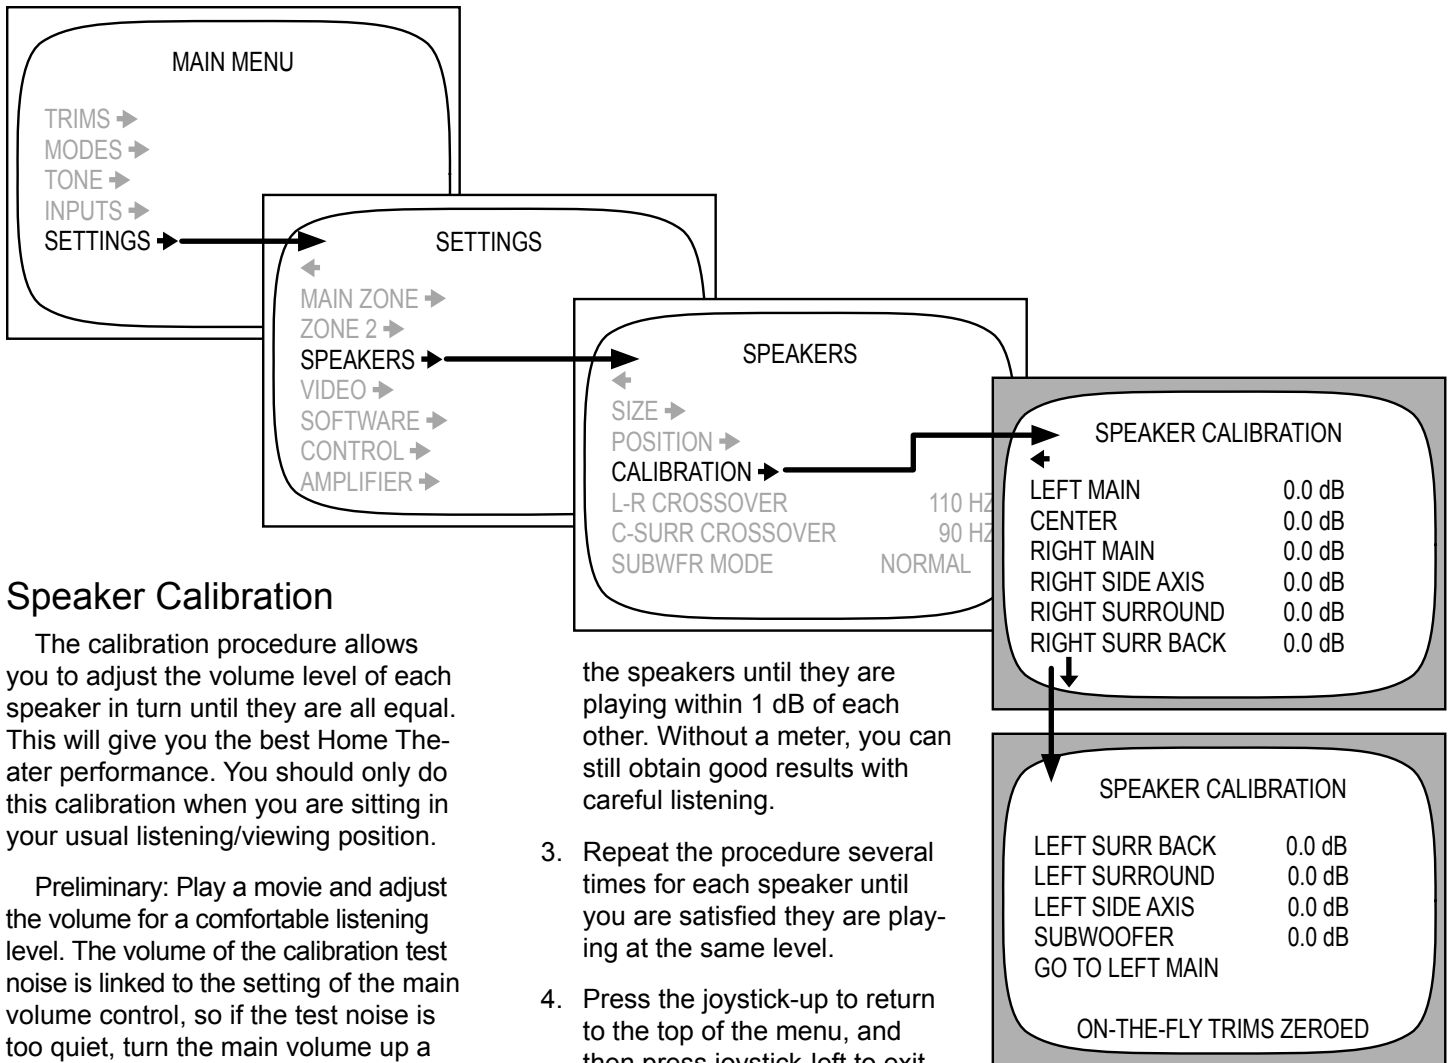 MAIN MENU
TRIMS
MODES
TONE
INPUTS
SETTINGS
SETTINGS
MAIN ZONE
ZONE 2
SPEAKERS
VIDEO
SOFTWARE
CONTROL
AMPLIFIER
SPEAKERS
SIZE
POSITION
CALIBRATION
L-R CROSSOVER 110 HZ
C-SURR CROSSOVER 90 HZ
SUBWFR MODE NORMAL
SPEAKER CALIBRATION
LEFT MAIN 0.0 dB
CENTER 0.0 dB
RIGHT MAIN 0.0 dB
RIGHT SIDE AXIS 0.0 dB
RIGHT SURROUND 0.0 dB
RIGHT SURR BACK 0.0 dB
SPEAKER CALIBRATION
LEFT SURR BACK 0.0 dB
LEFT SURROUND 0.0 dB
LEFT SIDE AXIS 0.0 dB
SUBWOOFER 0.0 dB
GO TO LEFT MAIN
ON-THE-FLY TRIMS ZEROED
Speaker Calibration
The calibration procedure allows
you to adjust the volume level of each
speaker in turn until they are all equal.
This will give you the best Home The-
ater performance. You should only do
this calibration when you are sitting in
your usual listening/viewing position.
Preliminary: Play a movie and adjust
the volume for a comfortable listening
level. The volume of the calibration test
noise is linked to the setting of the main
volume control, so if the test noise is
too quiet, turn the main volume up a
the speakers until they are
playing within 1 dB of each
other. Without a meter, you can
still obtain good results with
careful listening.
3. Repeat the procedure several
times for each speaker until
you are satisfied they are play-
ing at the same level.
4. Press the joystick-up to return
to the top of the menu, and
then press joystick-left to exit